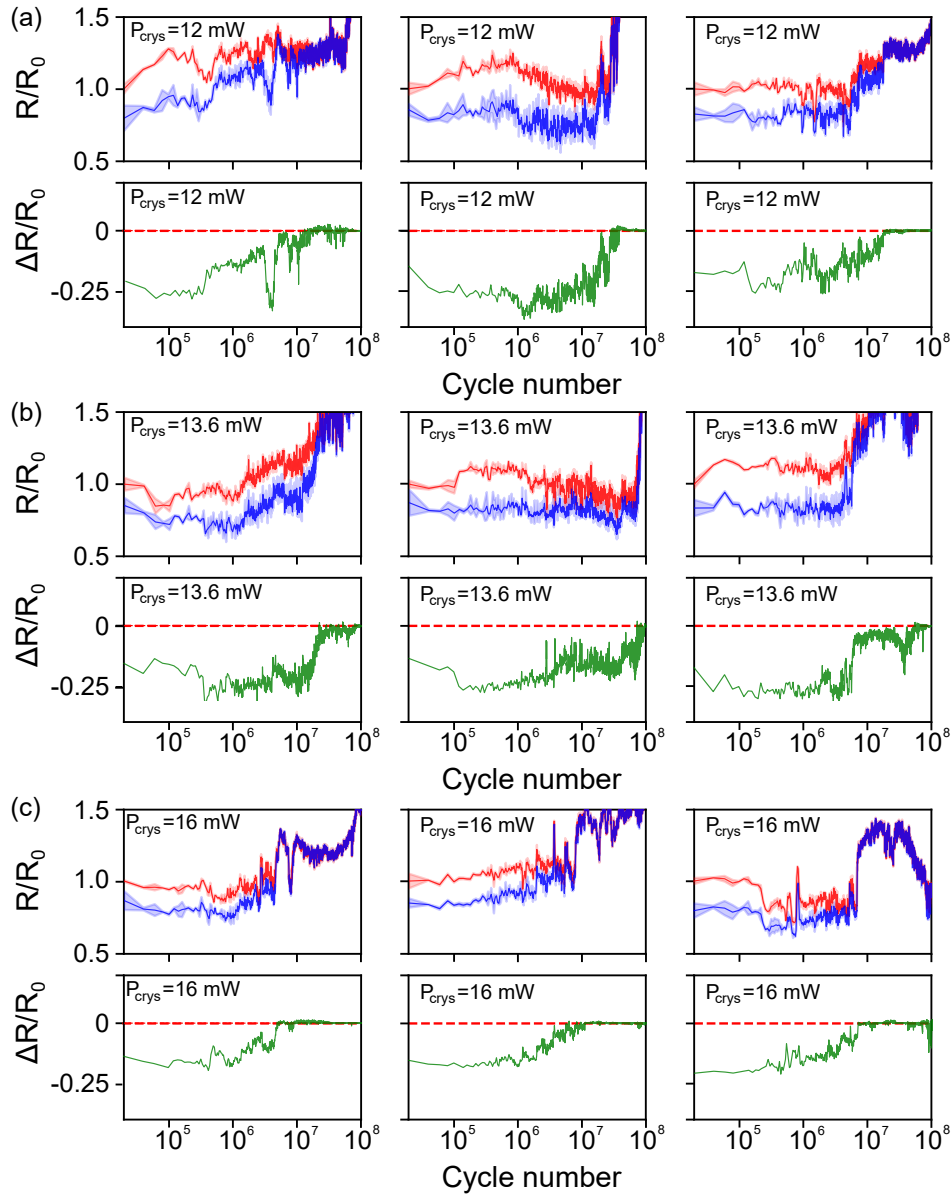 (a)
R/R0
1.5
1.0
0.5
Pcrys=12 mW
Pcrys=12 mW
Pcrys=12 mW
ΔR/R0
0
-0.25
Pcrys=12 mW
Pcrys=12 mW
Pcrys=12 mW
10^5 10^6 10^7 10^8
10^5 10^6 10^7 10^8
10^5 10^6 10^7 10^8
Cycle number
(b)
R/R0
1.5
1.0
0.5
Pcrys=13.6 mW
Pcrys=13.6 mW
Pcrys=13.6 mW
ΔR/R0
0
-0.25
Pcrys=13.6 mW
Pcrys=13.6 mW
Pcrys=13.6 mW
10^5 10^6 10^7 10^8
10^5 10^6 10^7 10^8
10^5 10^6 10^7 10^8
Cycle number
(c)
R/R0
1.5
1.0
0.5
Pcrys=16 mW
Pcrys=16 mW
Pcrys=16 mW
ΔR/R0
0
-0.25
Pcrys=16 mW
Pcrys=16 mW
Pcrys=16 mW
10^5 10^6 10^7 10^8
10^5 10^6 10^7 10^8
10^5 10^6 10^7 10^8
Cycle number